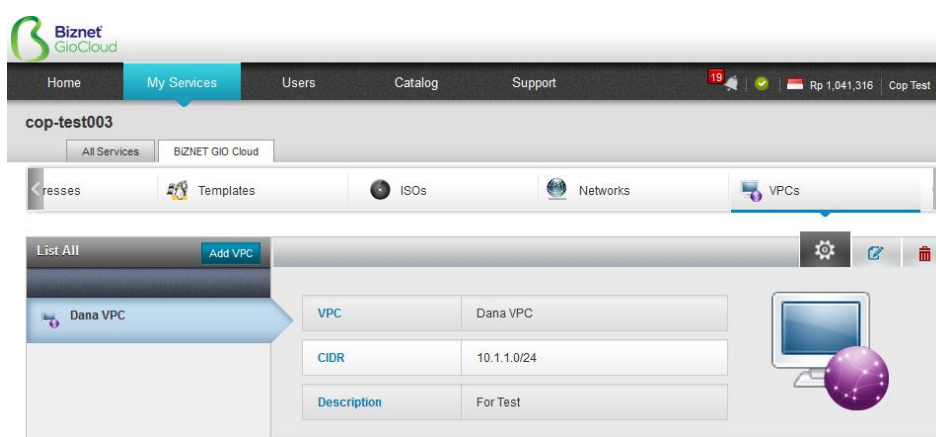 Biznet
GioCloud
Home My Services Users Catalog Support 19 Rp 1,041,316 Cop Test
cop-test003
All Services BiZNET GIO Cloud
resses Templates ISOs Networks VPCs
List All Add VPC
Dana VPC
VPC Dana VPC
CIDR 10.1.1.0/24
Description For Test